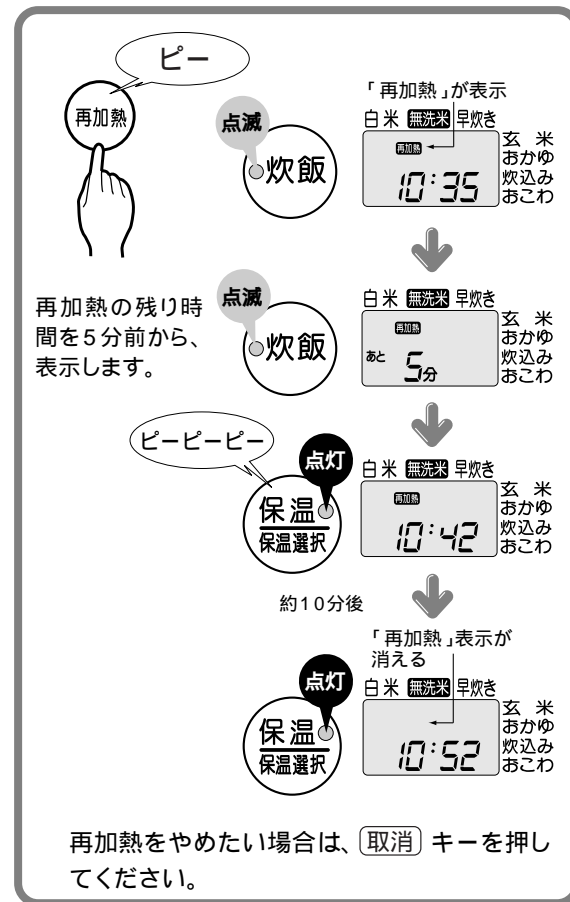 ピー
再加熱
点滅
炊飯
「再加熱」が表示
白米 無洗米 早炊き
再加熱
10:35
玄 米
おかゆ
炊込み
おこわ
再加熱の残り時
間を5分前から、
表示します。
点滅
炊飯
白米 無洗米 早炊き
再加熱
あと 5分
玄 米
おかゆ
炊込み
おこわ
ピーピーピー
点灯
保温
保温選択
白米 無洗米 早炊き
再加熱
10:42
玄 米
おかゆ
炊込み
おこわ
約10分後
「再加熱」表示が
消える
点灯
保温
保温選択
白米 無洗米 早炊き
10:52
玄 米
おかゆ
炊込み
おこわ
再加熱をやめたい場合は、取消 キーを押し
てください。